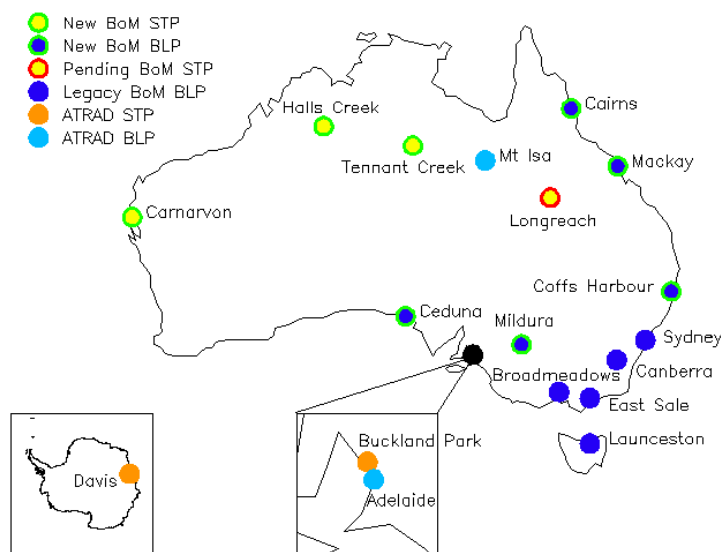 New BoM STP
New BoM BLP
Pending BoM STP
Legacy BoM BLP
ATRAD STP
ATRAD BLP
Halls Creek
Cairns
Tennant Creek
Mt Isa
Mackay
Carnarvon
Longreach
Coffs Harbour
Ceduna
Mildura
Sydney
Broadmeadows
Canberra
East Sale
Launceston
Buckland Park
Davis
Adelaide